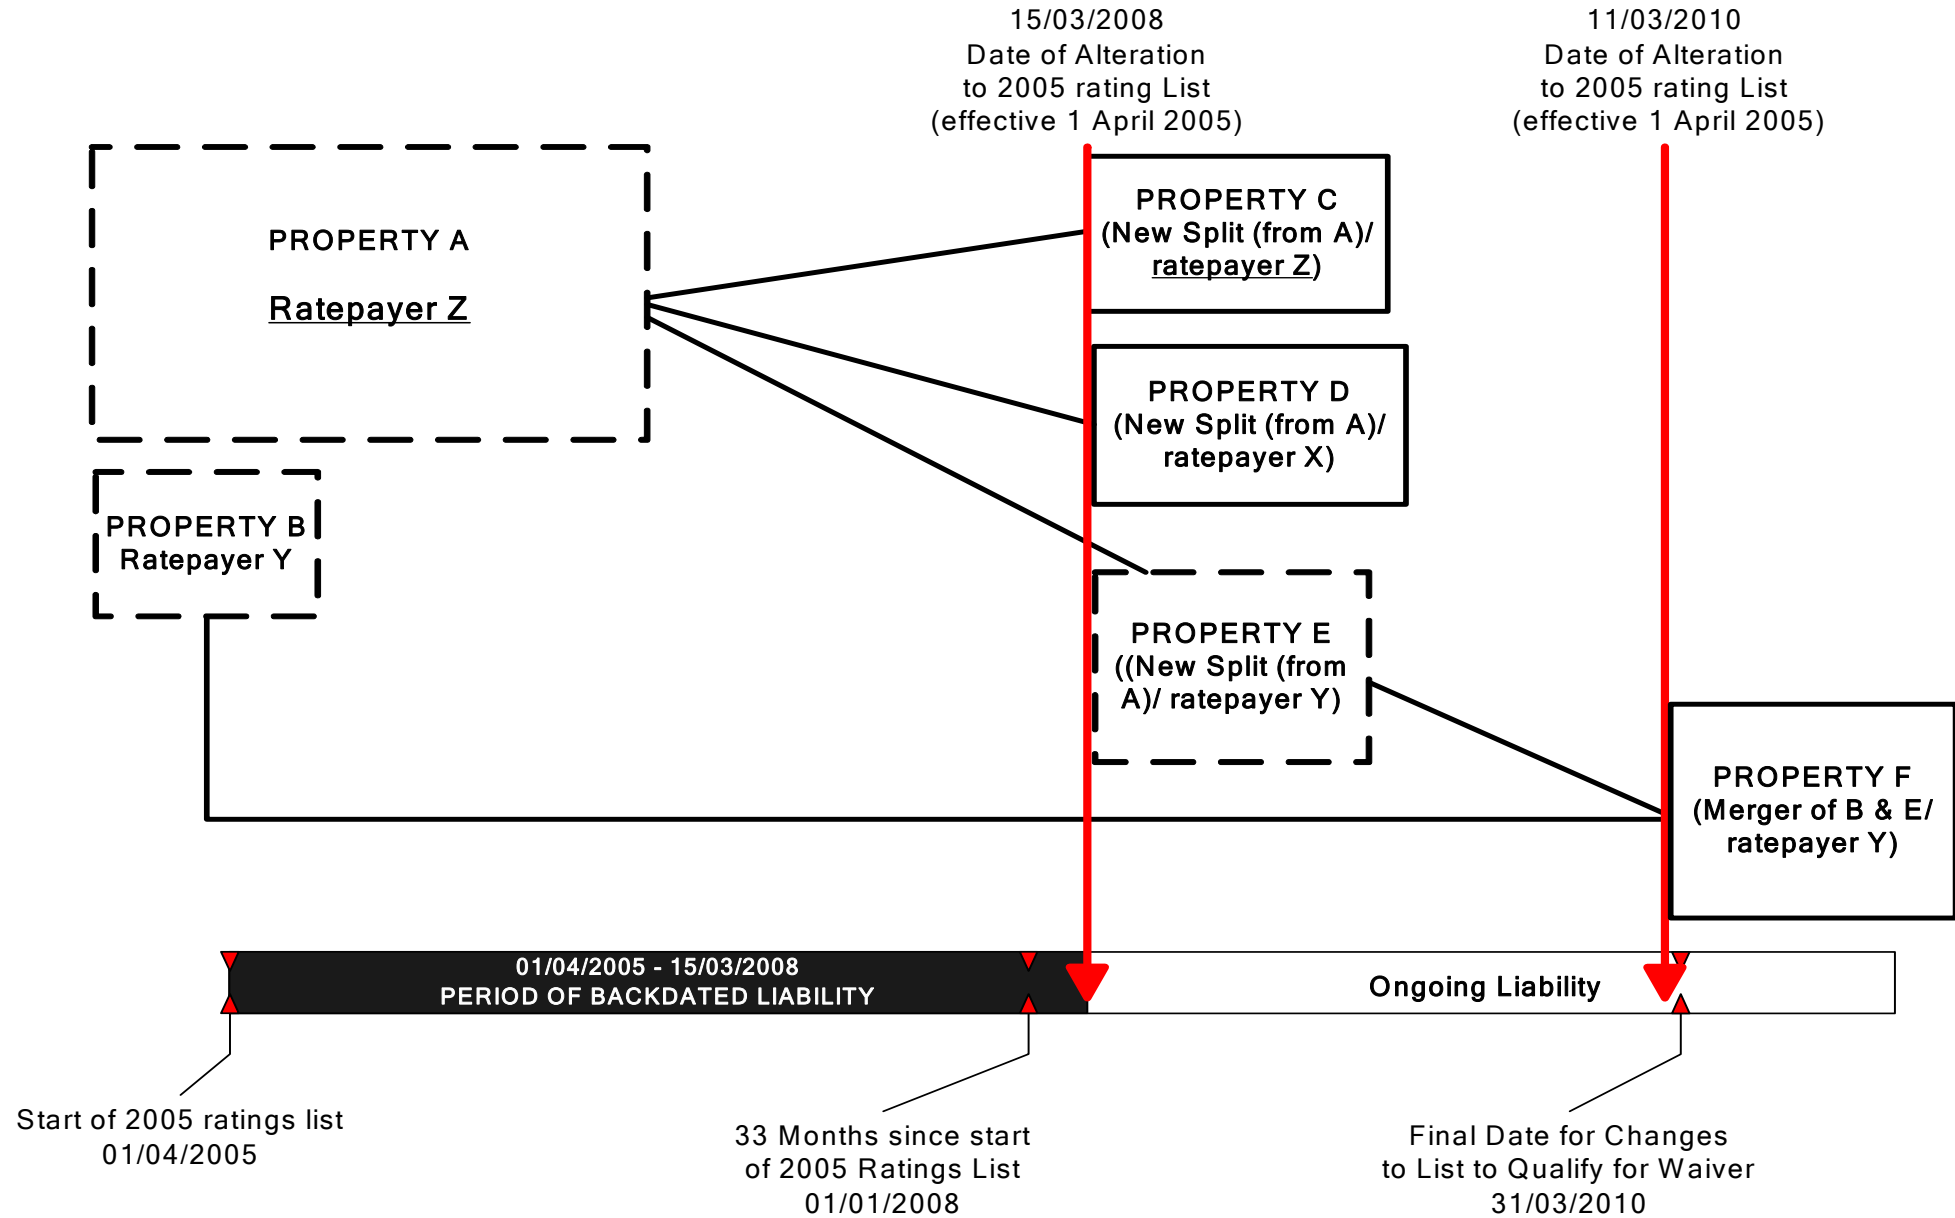 15/03/2008
Date of Alteration
to 2005 rating List
(effective 1 April 2005)
11/03/2010
Date of Alteration
to 2005 rating List
(effective 1 April 2005)
PROPERTY A
Ratepayer Z
PROPERTY C
(New Split (from A)/
ratepayer Z)
PROPERTY D
(New Split (from A)/
ratepayer X)
PROPERTY B
Ratepayer Y
PROPERTY E
((New Split (from
A)/ ratepayer Y)
PROPERTY F
(Merger of B & E/
ratepayer Y)
01/04/2005 - 15/03/2008
PERIOD OF BACKDATED LIABILITY
Ongoing Liability
Start of 2005 ratings list
01/04/2005
33 Months since start
of 2005 Ratings List
01/01/2008
Final Date for Changes
to List to Qualify for Waiver
31/03/2010